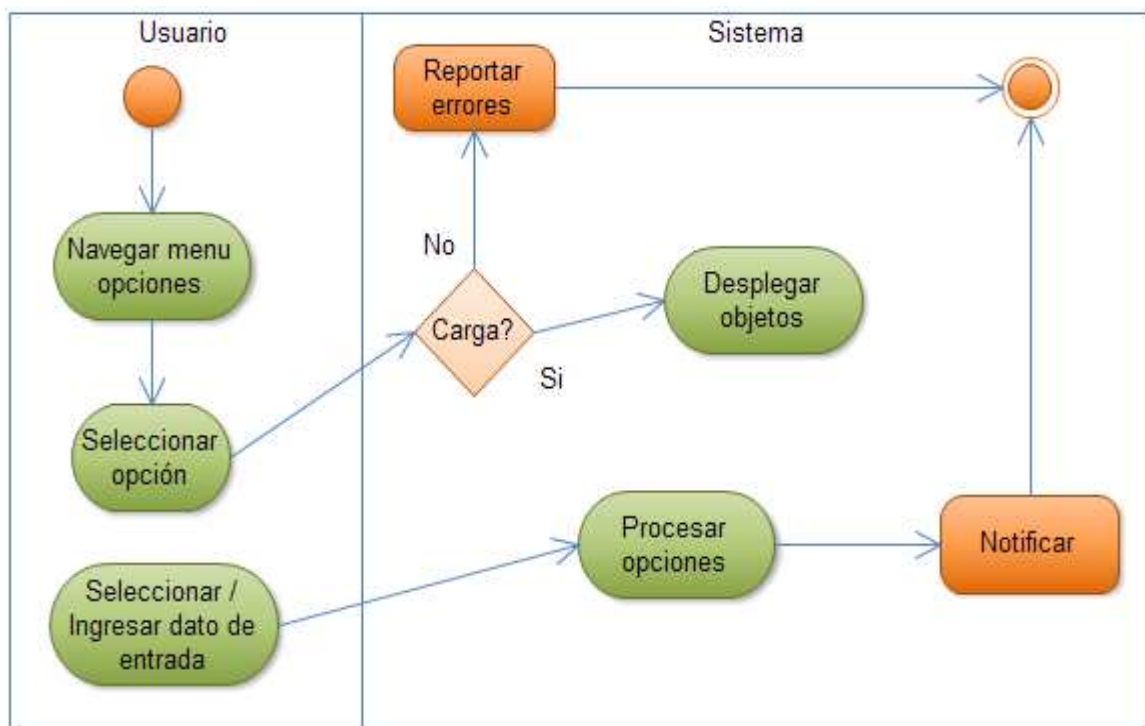 Usuario
Sistema
Reportar
errores
Navegar menu
opciones
No
Carga?
Si
Desplegar
objetos
Seleccionar
opción
Procesar
opciones
Notificar
Seleccionar /
Ingresar dato de
entrada